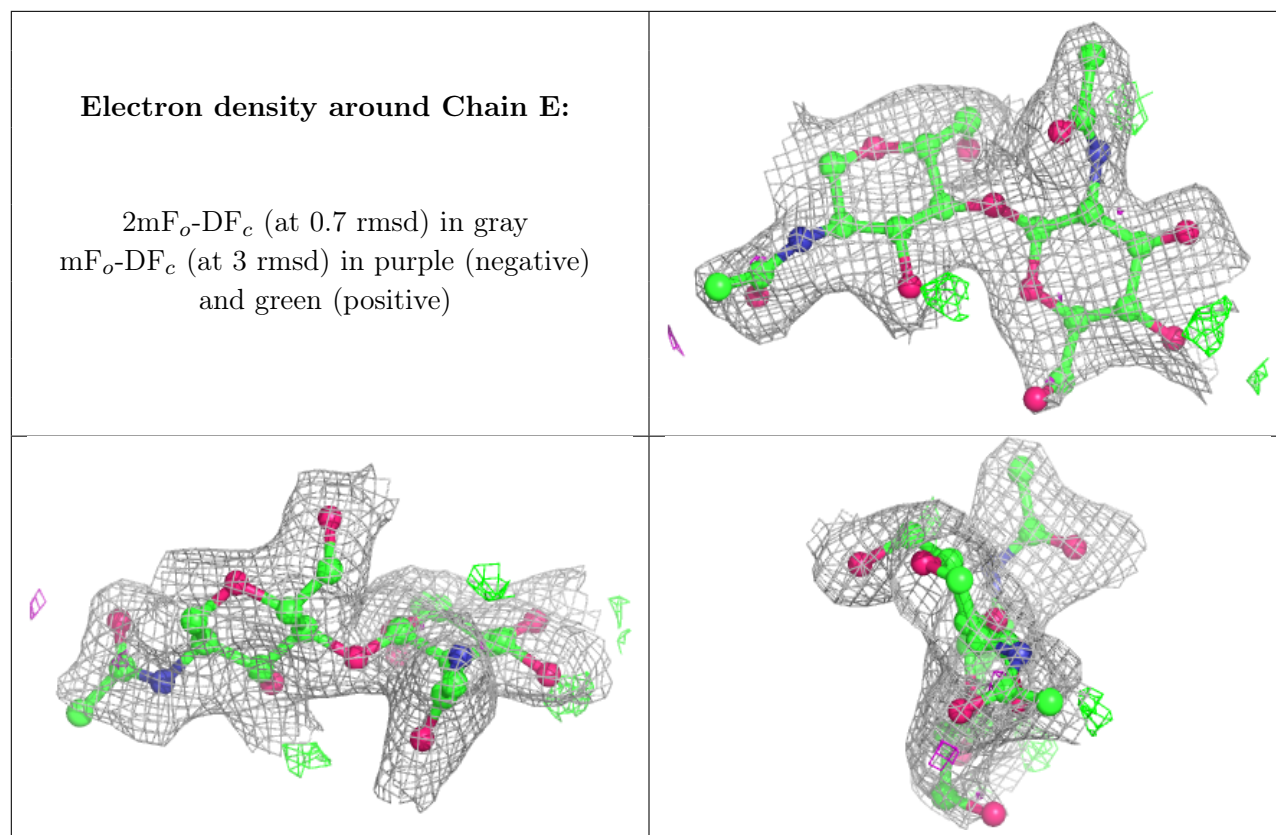 Electron density around Chain E:
2mFₒ-DF𝒸 (at 0.7 rmsd) in gray
mFₒ-DF𝒸 (at 3 rmsd) in purple (negative)
and green (positive)